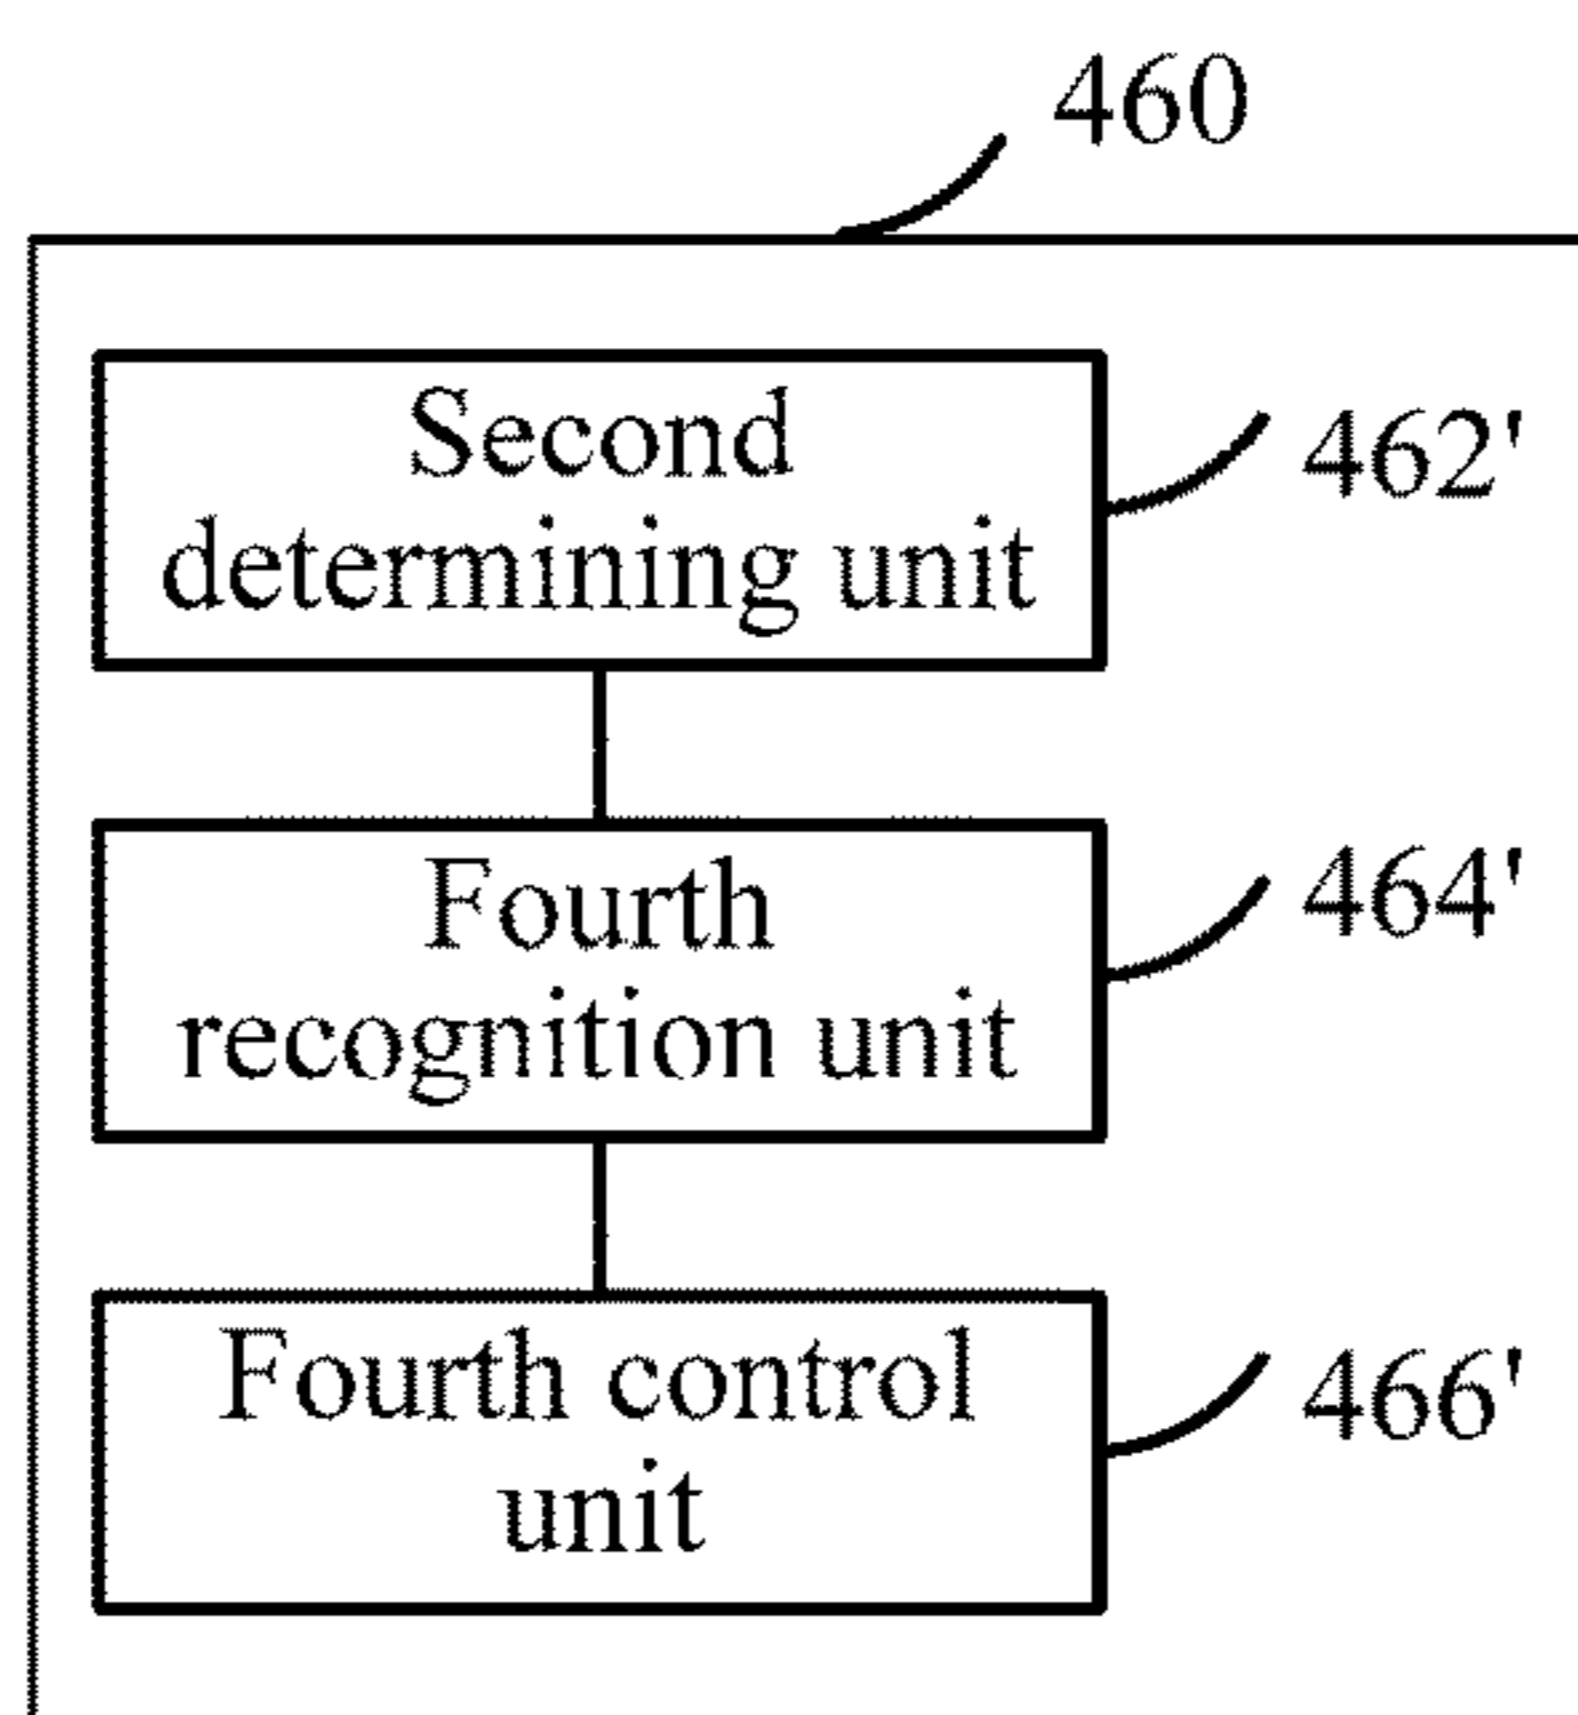 460
Second
determining unit
462'
Fourth
recognition unit
464'
Fourth control
unit
466'